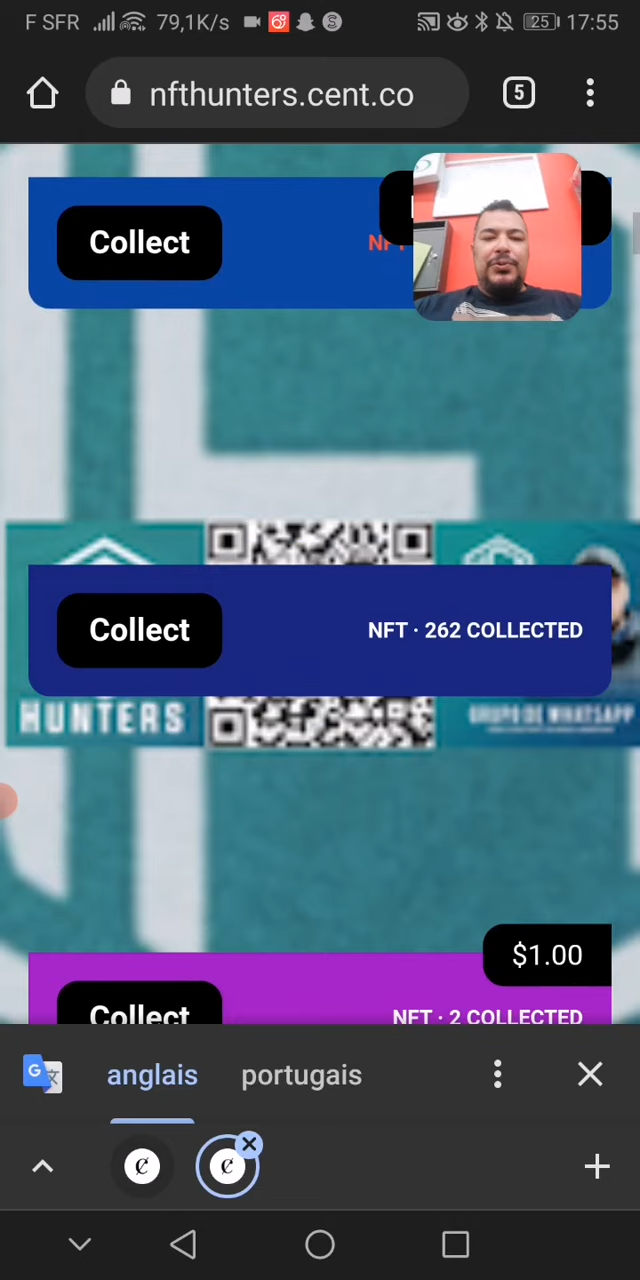 F SFR 79,1K/s 25 17:55
nfthunters.cent.co 5
Collect
Collect NFT · 262 COLLECTED
HUNTERS GRUPO DE WHATSAPP
$1.00
Collect NFT · 2 COLLECTED
anglais portugais